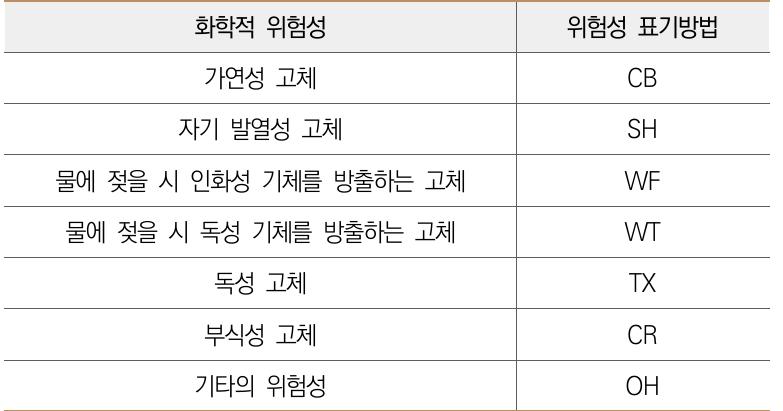 화학적 위험성 위험성 표기방법
가연성 고체 CB
자기 발열성 고체 SH
물에 젖을 시 인화성 기체를 방출하는 고체 WF
물에 젖을 시 독성 기체를 방출하는 고체 WT
독성 고체 TX
부식성 고체 CR
기타의 위험성 OH